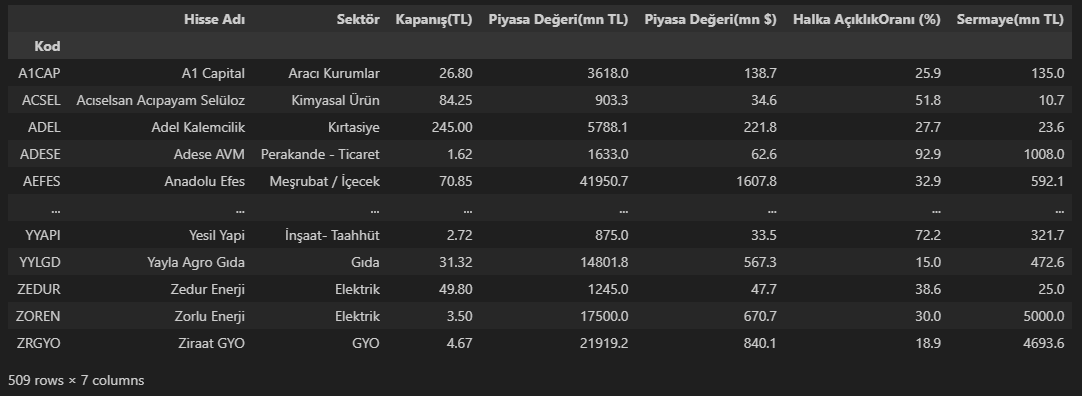 Hisse Adı Sektör Kapanış(TL) Piyasa Değeri(mn TL) Piyasa Değeri(mn $) Halka AçıklıkOranı (%) Sermaye(mn TL)
Kod
A1CAP A1 Capital Aracı Kurumlar 26.80 3618.0 138.7 25.9 135.0
ACSEL Acıselsan Acıpayam Selüloz Kimyasal Ürün 84.25 903.3 34.6 51.8 10.7
ADEL Adel Kalemcilik Kırtasiye 245.00 5788.1 221.8 27.7 23.6
ADESE Adese AVM Perakande - Ticaret 1.62 1633.0 62.6 92.9 1008.0
AEFES Anadolu Efes Meşrubat / İçecek 70.85 41950.7 1607.8 32.9 592.1
... ... ... ... ... ... ... ...
YYAPI Yesil Yapi İnşaat- Taahhüt 2.72 875.0 33.5 72.2 321.7
YYLGD Yayla Agro Gıda Gıda 31.32 14801.8 567.3 15.0 472.6
ZEDUR Zedur Enerji Elektrik 49.80 1245.0 47.7 38.6 25.0
ZOREN Zorlu Enerji Elektrik 3.50 17500.0 670.7 30.0 5000.0
ZRGYO Ziraat GYO GYO 4.67 21919.2 840.1 18.9 4693.6
509 rows × 7 columns